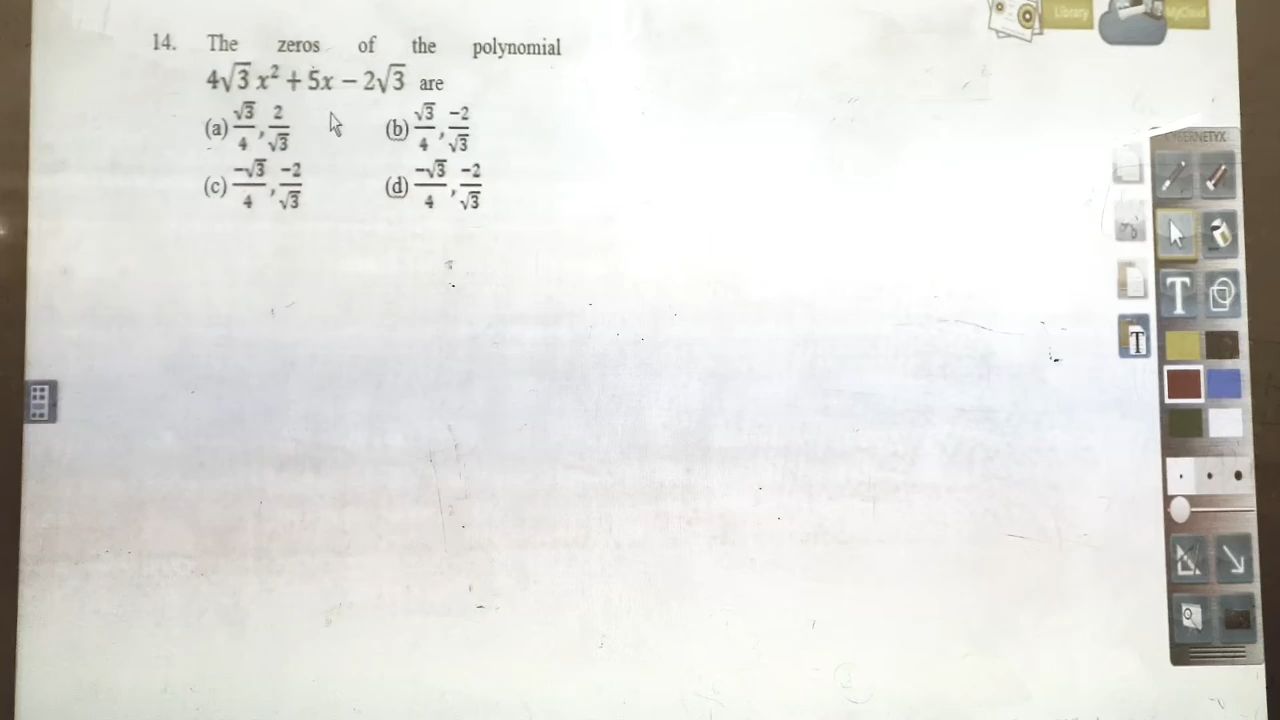 Library
MyCloud
14. The zeros of the polynomial
4√3 x² + 5x − 2√3 are
(a) √3/4, 2/√3 (b) √3/4, −2/√3
(c) −√3/4, −2/√3 (d) −√3/4, −2/√3
T
T